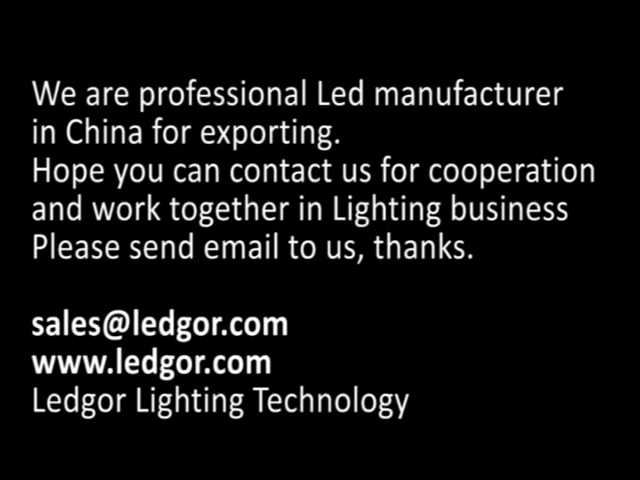 We are professional Led manufacturer
in China for exporting.
Hope you can contact us for cooperation
and work together in Lighting business
Please send email to us, thanks.
sales@ledgor.com
www.ledgor.com
Ledgor Lighting Technology